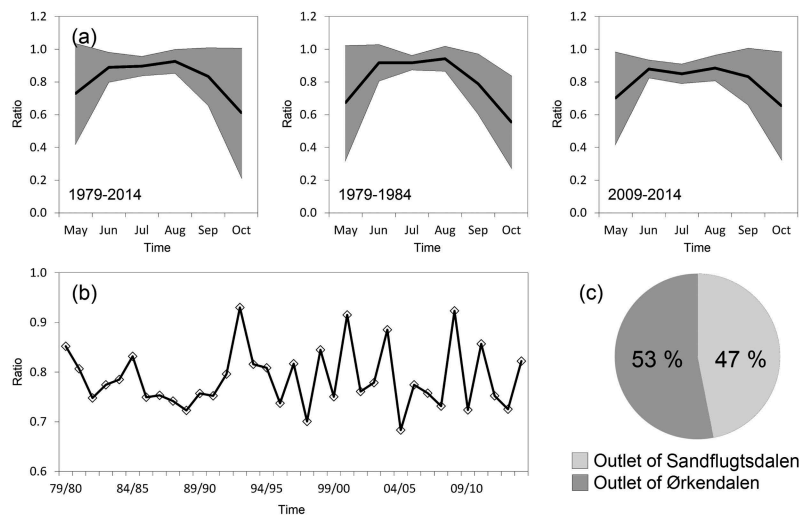 (a)
1.2
1.0
0.8
0.6
0.4
0.2
0.0
Ratio
1979-2014
May Jun Jul Aug Sep Oct
Time
1.2
1.0
0.8
0.6
0.4
0.2
0.0
Ratio
1979-1984
May Jun Jul Aug Sep Oct
Time
1.2
1.0
0.8
0.6
0.4
0.2
0.0
Ratio
2009-2014
May Jun Jul Aug Sep Oct
Time
(b)
1.0
0.9
0.8
0.7
0.6
Ratio
79/80 84/85 89/90 94/95 99/00 04/05 09/10
Time
(c)
53 % 47 %
Outlet of Sandflugtsdalen
Outlet of Ørkendalen